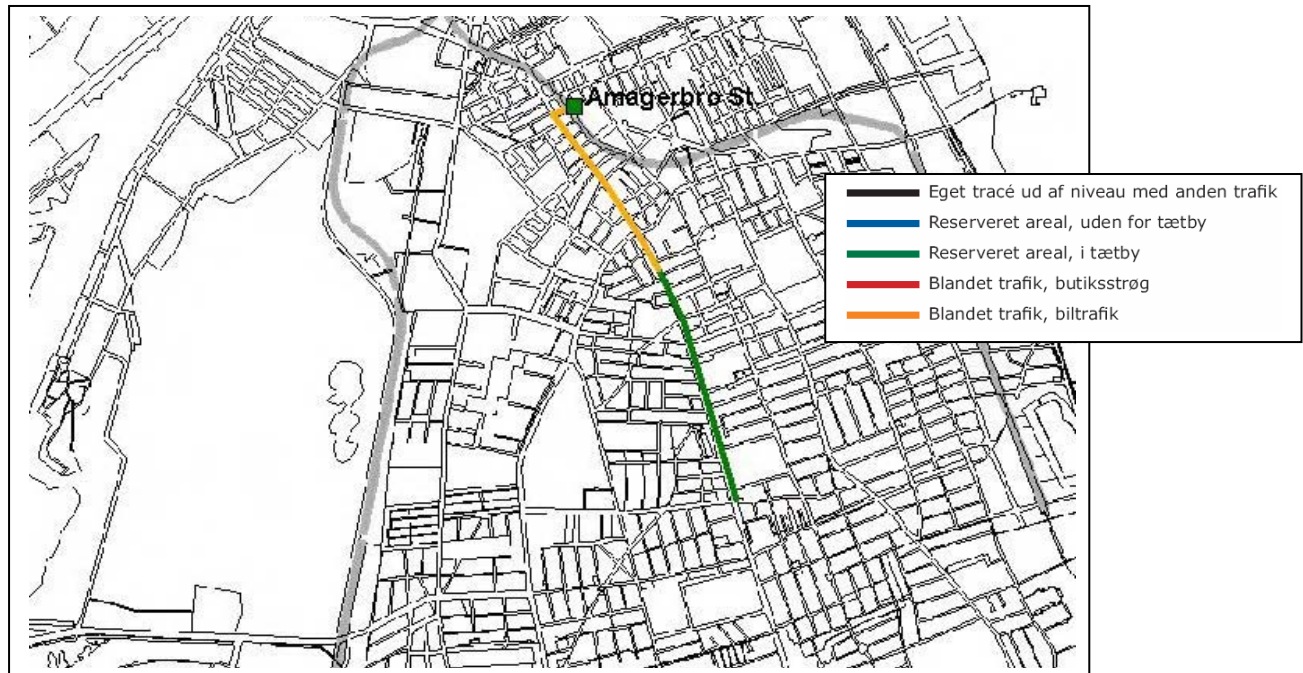 Amagerbro St.
Eget tracé ud af niveau med anden trafik
Reserveret areal, uden for tætby
Reserveret areal, i tætby
Blandet trafik, butiksstrøg
Blandet trafik, biltrafik